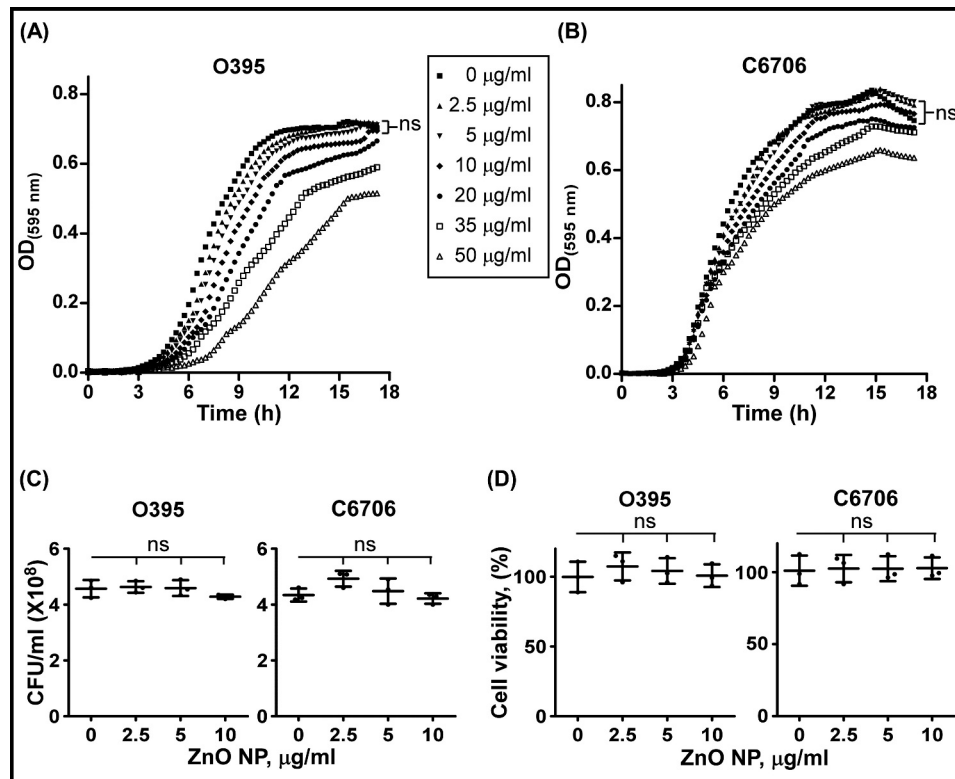 (A)
O395
0.8
0.6
0.4
0.2
0.0
OD(595 nm)
0 3 6 9 12 15 18
Time (h)
ns
0 µg/ml
2.5 µg/ml
5 µg/ml
10 µg/ml
20 µg/ml
35 µg/ml
50 µg/ml
(B)
C6706
0.8
0.6
0.4
0.2
0.0
OD(595 nm)
0 3 6 9 12 15 18
Time (h)
ns
(C)
O395
ns
6
4
2
0
CFU/ml (X10⁸)
0 2.5 5 10
C6706
ns
6
4
2
0
0 2.5 5 10
ZnO NP, µg/ml
(D)
O395
ns
100
50
0
Cell viability, (%)
0 2.5 5 10
C6706
ns
100
50
0
0 2.5 5 10
ZnO NP, µg/ml